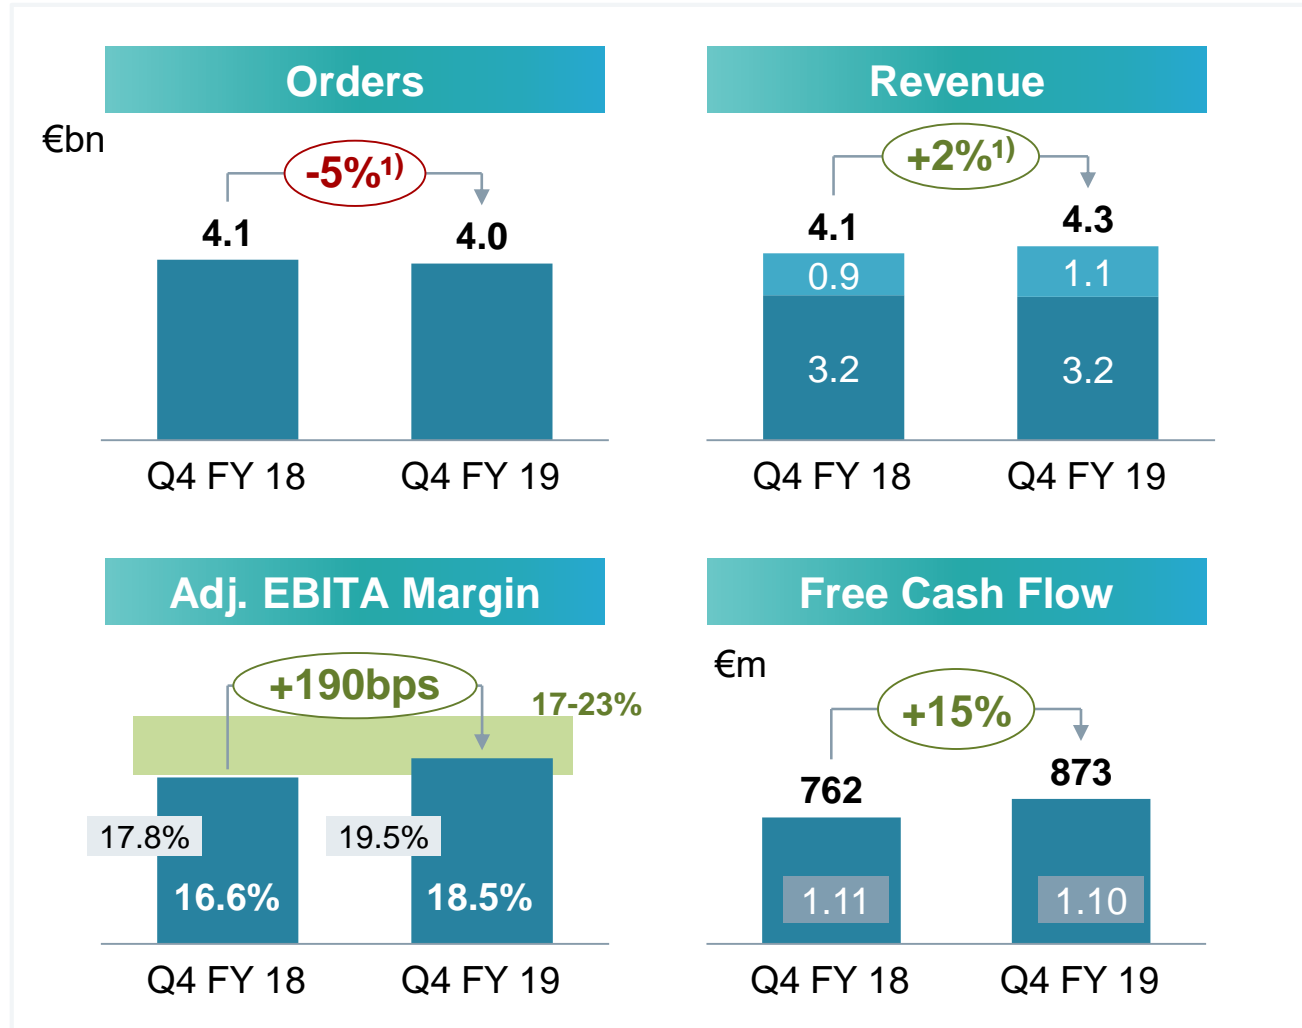 Orders
€bn
-5%1)
4.1
4.0
Q4 FY 18
Q4 FY 19
Revenue
+2%1)
4.1
4.3
0.9
1.1
3.2
3.2
Q4 FY 18
Q4 FY 19
Adj. EBITA Margin
+190bps
17-23%
17.8%
19.5%
16.6%
18.5%
Q4 FY 18
Q4 FY 19
Free Cash Flow
€m
+15%
762
873
1.11
1.10
Q4 FY 18
Q4 FY 19